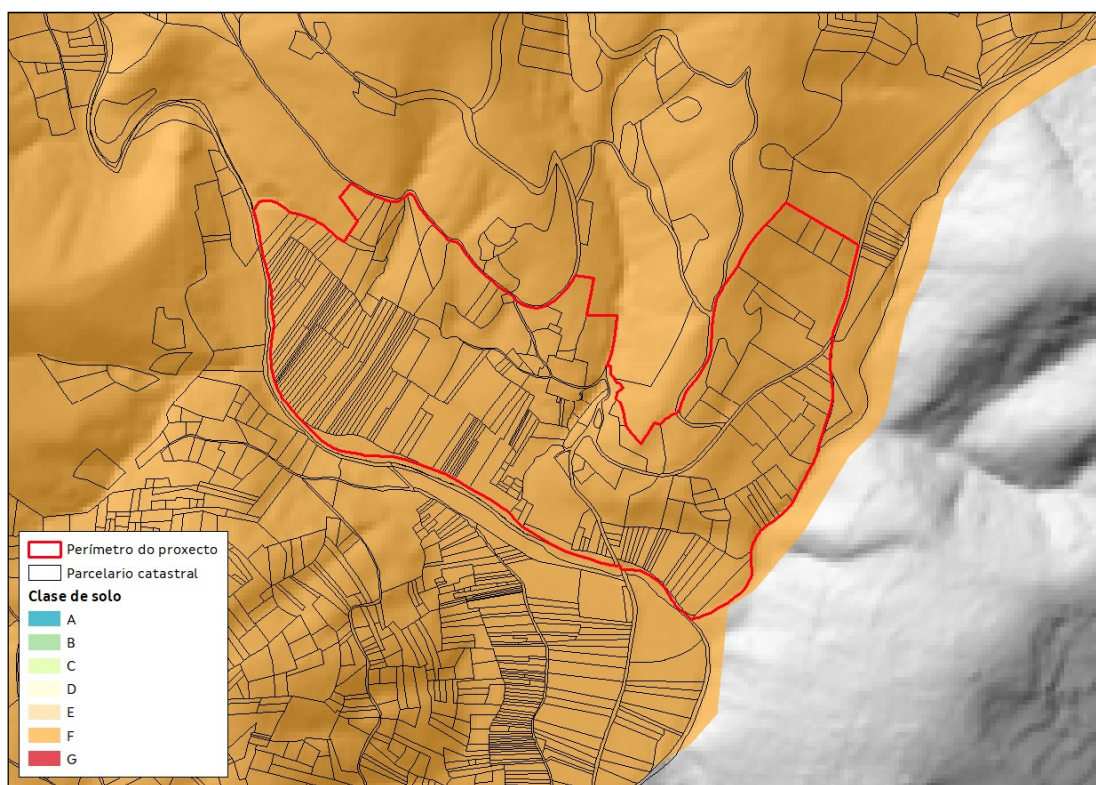 Perímetro do proxecto
Parcelario catastral
Clase de solo
A
B
C
D
E
F
G